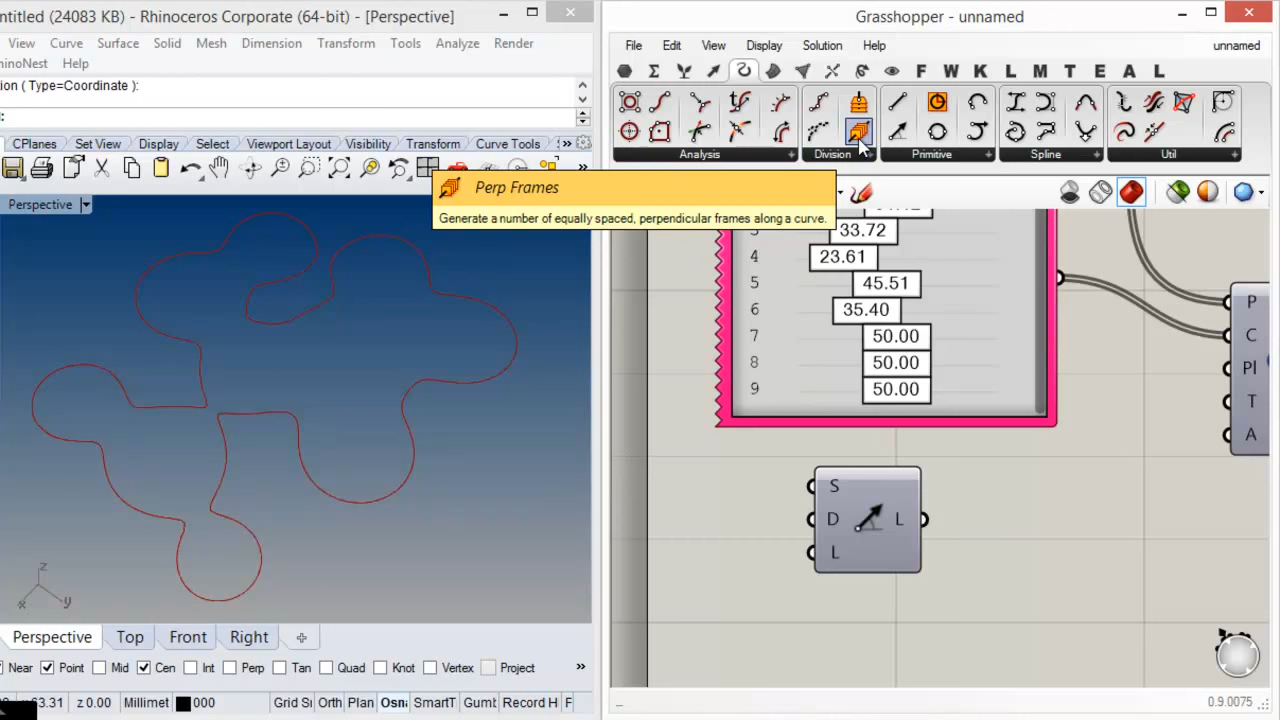 ntitled (24083 KB) - Rhinoceros Corporate (64-bit) - [Perspective]
View Curve Surface Solid Mesh Dimension Transform Tools Analyze Render
hinoNest Help
ion ( Type=Coordinate ):
CPlanes Set View Display Select Viewport Layout Visibility Transform Curve Tools
Perspective
z
x
y
Perspective Top Front Right
Near Point Mid Cen Int Perp Tan Quad Knot Vertex Project
63.31 z 0.00 Millimet 000 Grid Sı Orth Plan Osna SmartT Gumb Record H F
Grasshopper - unnamed
File Edit View Display Solution Help unnamed
F W K L M T E A L
Analysis Division Primitive Spline Util
Perp Frames
Generate a number of equally spaced, perpendicular frames along a curve.
33.72
4 23.61
5 45.51
6 35.40
7 50.00
8 50.00
9 50.00
P
C
Pl
T
A
S
D L
L
0.9.0075